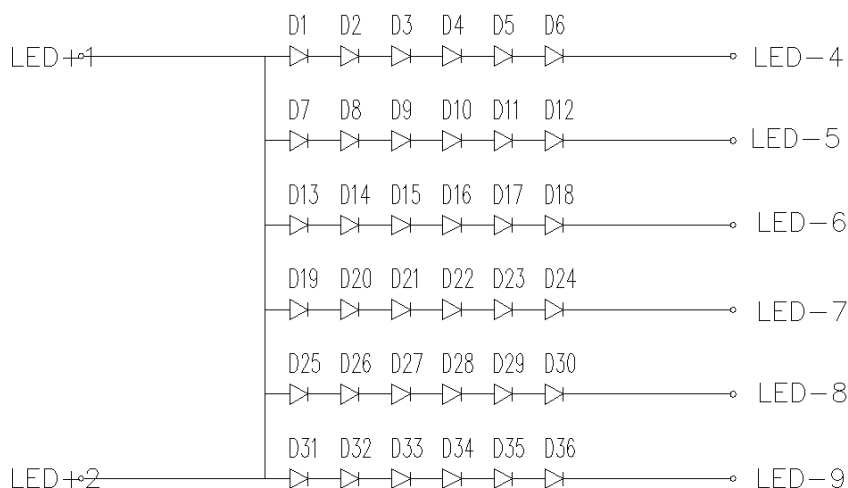 D1 D2 D3 D4 D5 D6
LED+1 LED-4
D7 D8 D9 D10 D11 D12
LED-5
D13 D14 D15 D16 D17 D18
LED-6
D19 D20 D21 D22 D23 D24
LED-7
D25 D26 D27 D28 D29 D30
LED-8
D31 D32 D33 D34 D35 D36
LED+2 LED-9